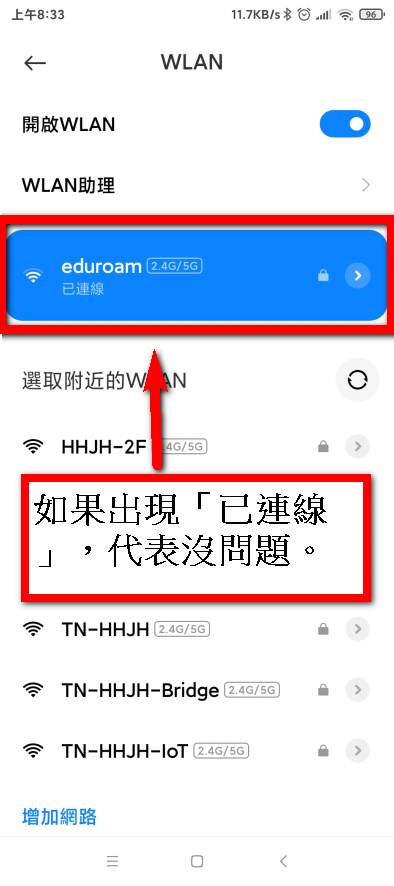 上午8:33 11.7KB/s 96
WLAN
開啟WLAN
WLAN助理
eduroam 2.4G/5G
已連線
選取附近的WLAN
HHJH-2F 2.4G/5G
如果出現「已連線
」，代表沒問題。
TN-HHJH 2.4G/5G
TN-HHJH-Bridge 2.4G/5G
TN-HHJH-IoT 2.4G/5G
增加網路